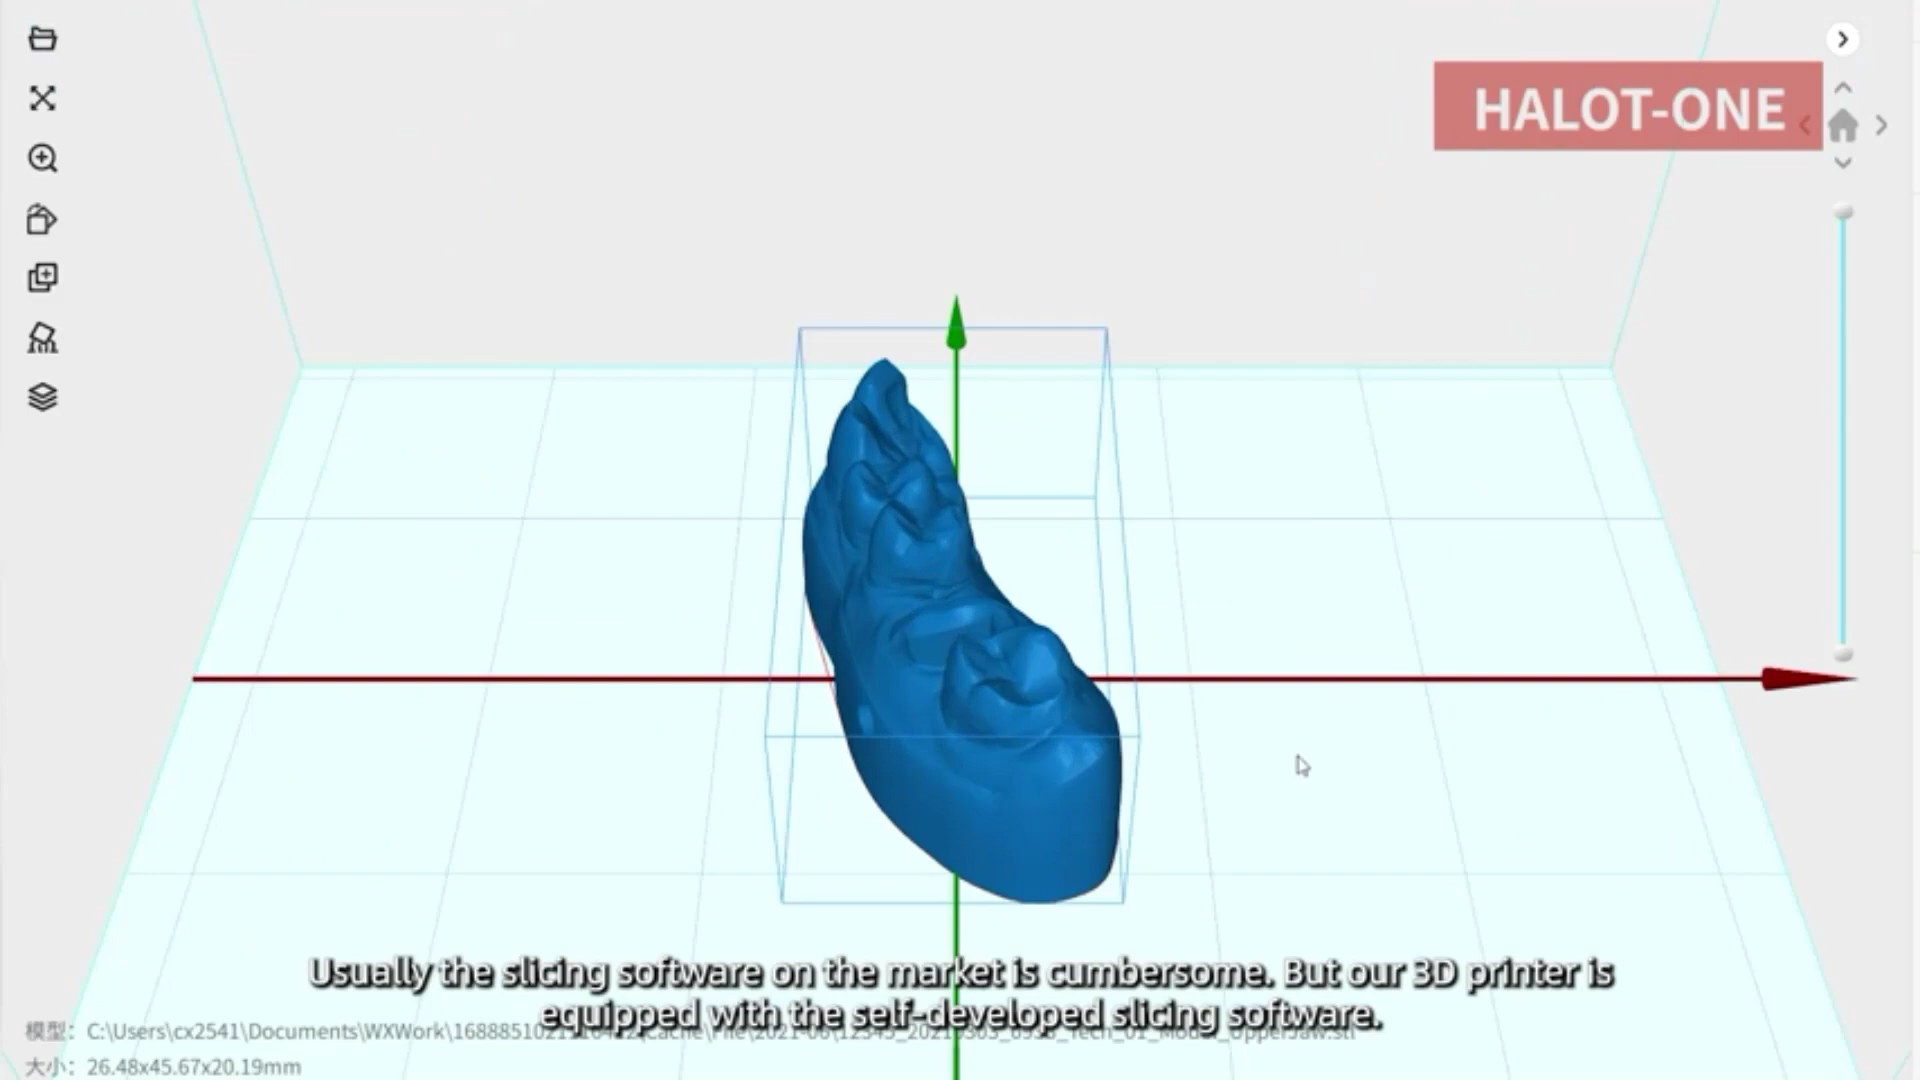 HALOT-ONE
Usually the slicing software on the market is cumbersome. But our 3D printer is
equipped with the self-developed slicing software.
模型: C:\Users\cx2541\Documents\WXWork\
大小: 26.48x45.67x20.19mm